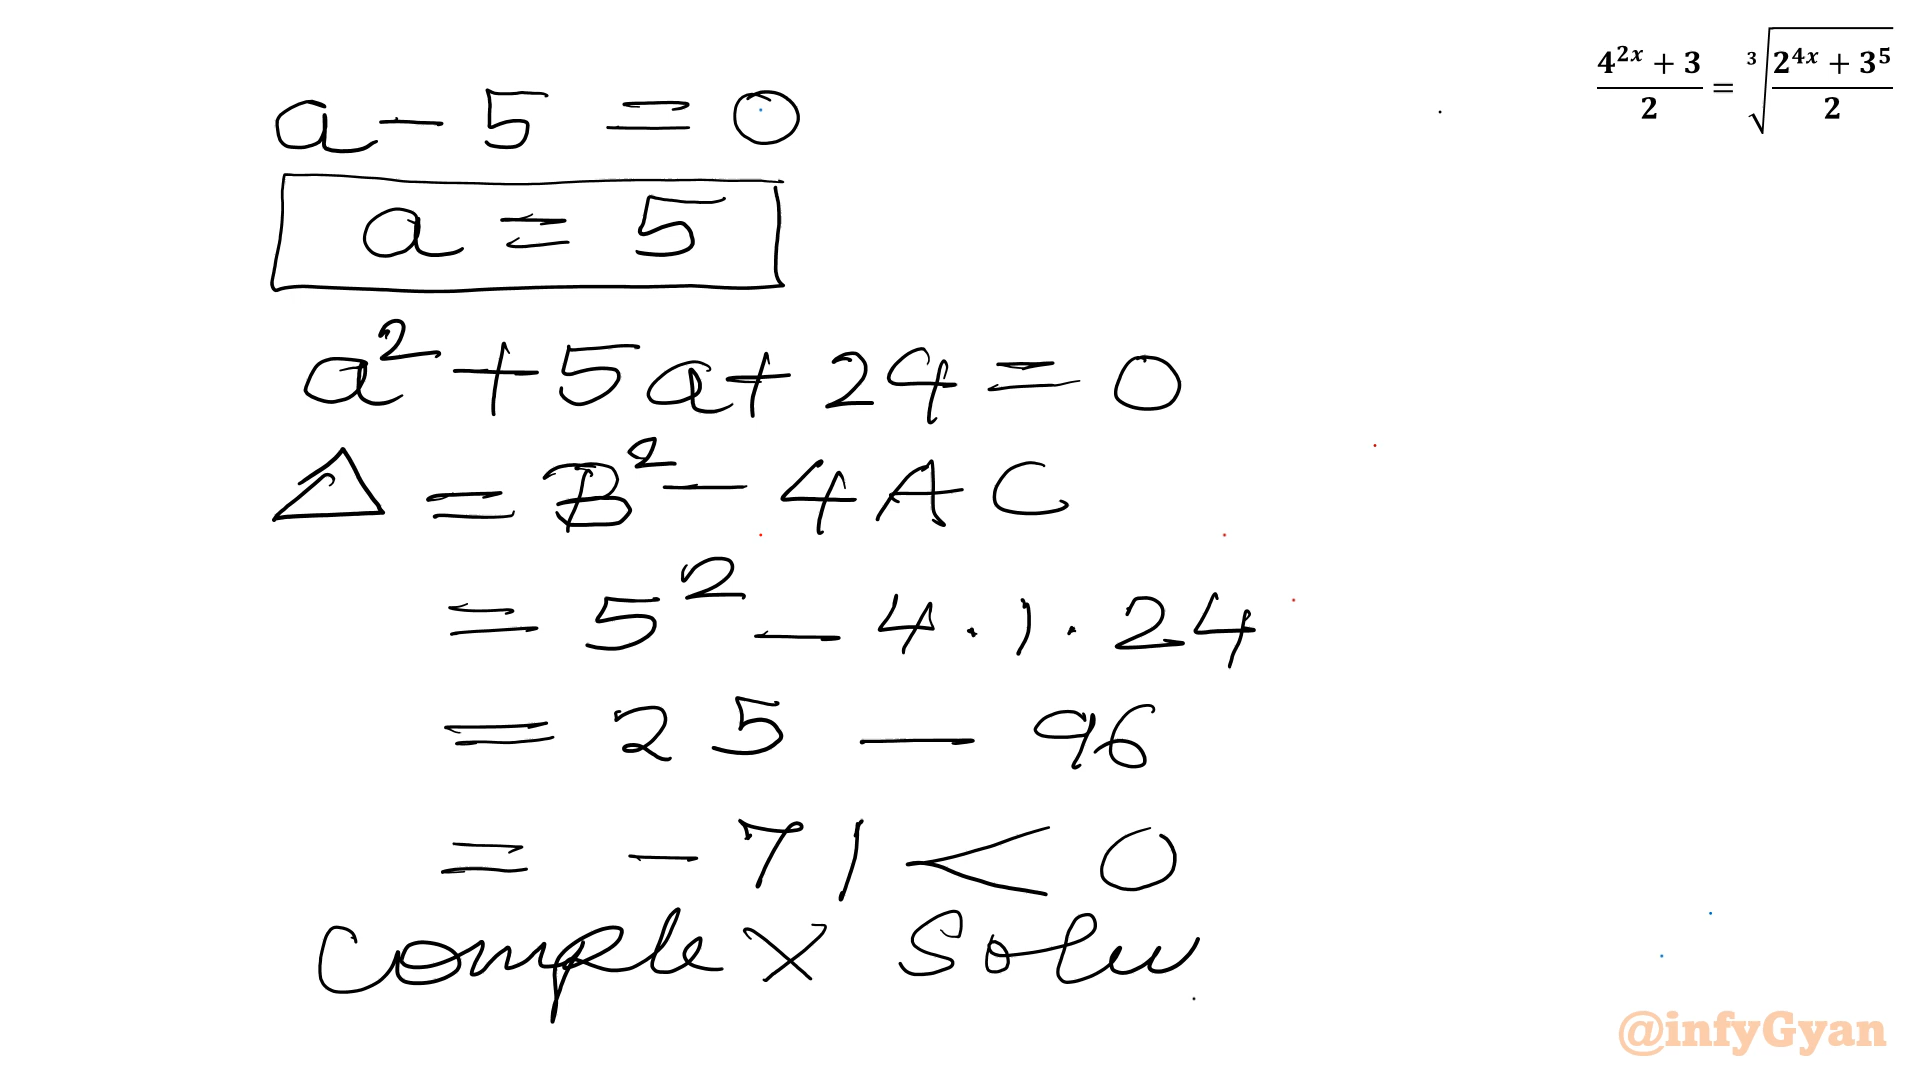 a - 5 = 0
a = 5
a² + 5a + 24 = 0
Δ = B² - 4AC
= 5² - 4 · 1 · 24
= 25 - 96
= - 71 < 0
Complex Solu
(4^{2x} + 3)/2 = ∛((2^{4x} + 3^5)/2)
@infyGyan